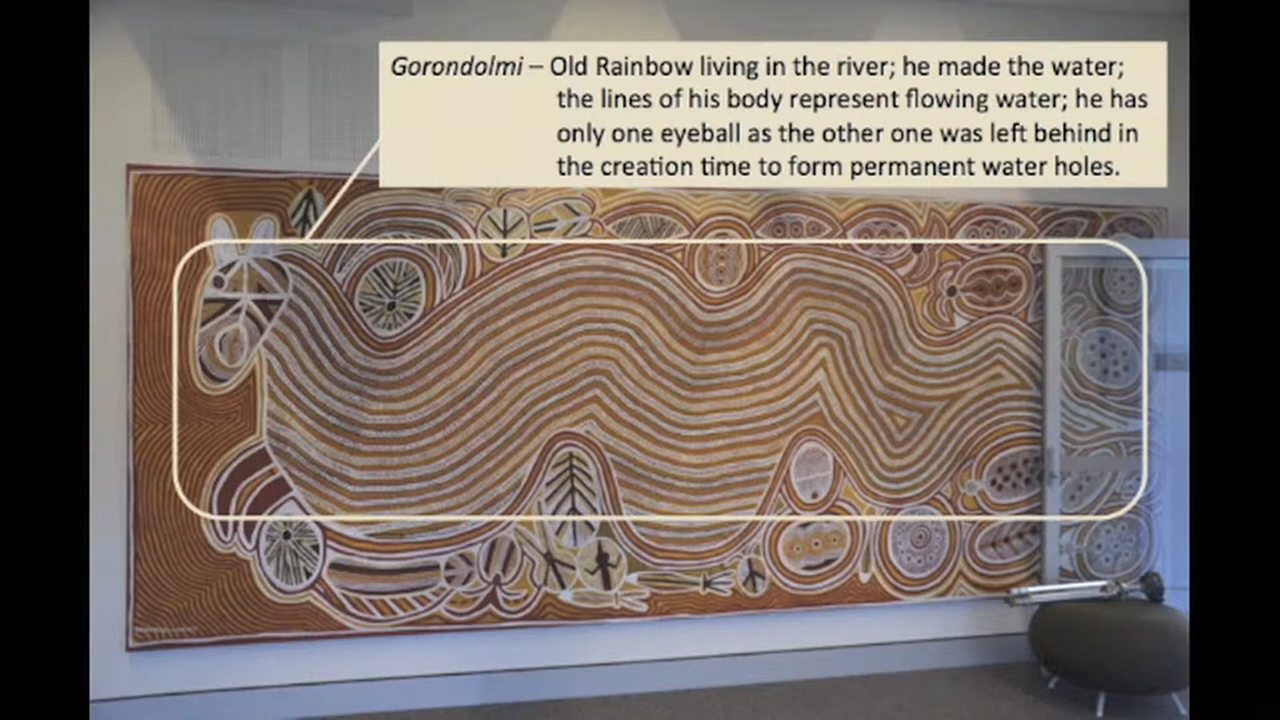 Gorondolmi – Old Rainbow living in the river; he made the water;
the lines of his body represent flowing water; he has
only one eyeball as the other one was left behind in
the creation time to form permanent water holes.